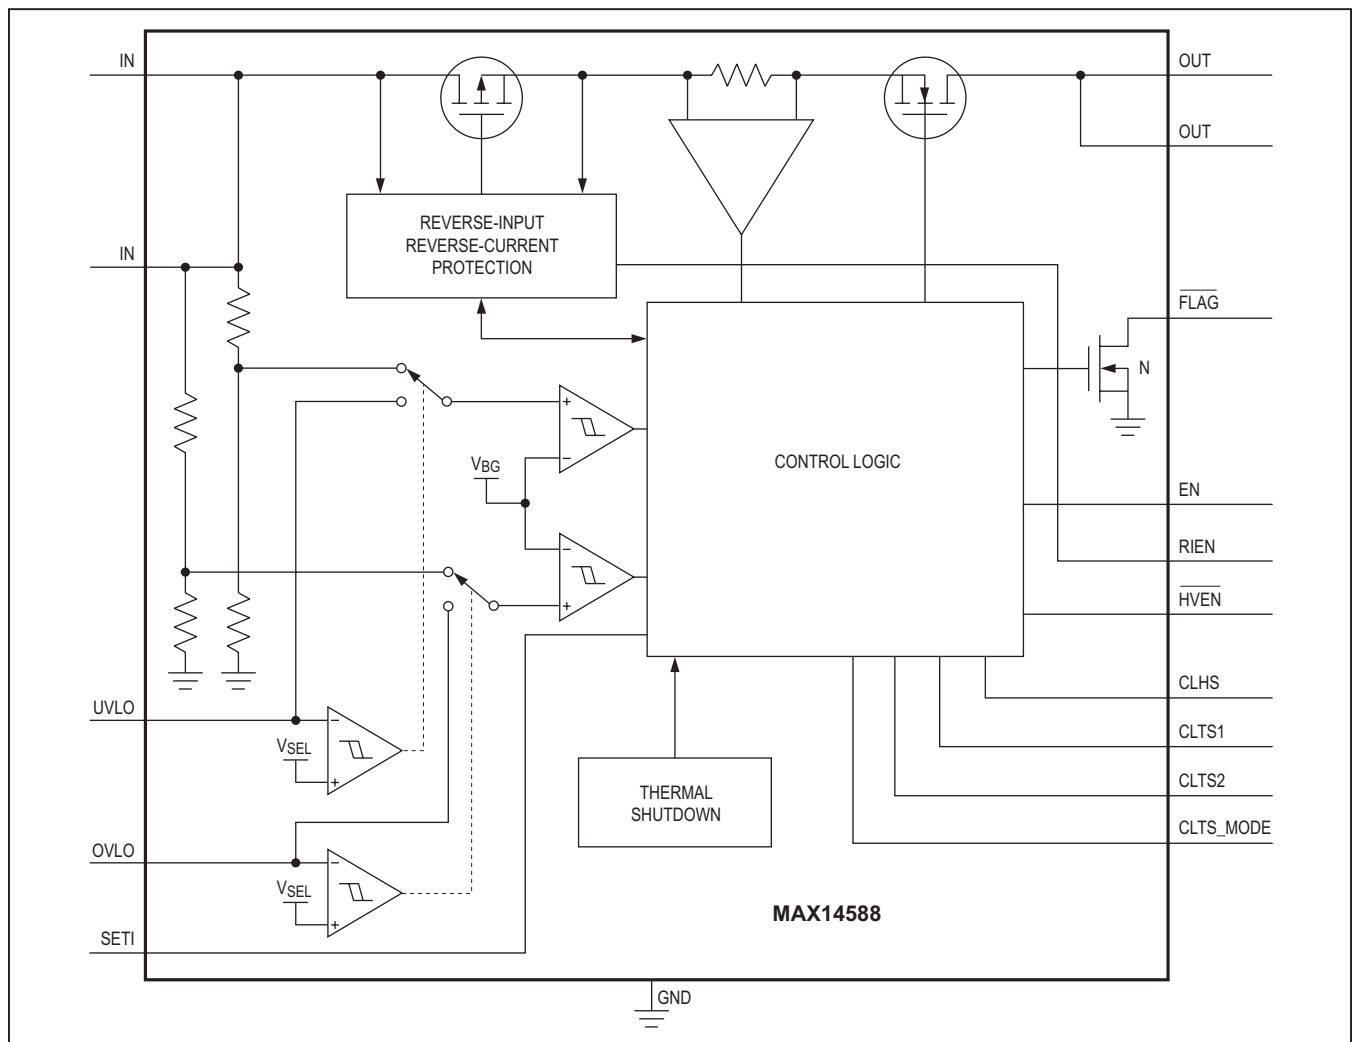 IN
OUT
OUT
REVERSE-INPUT
REVERSE-CURRENT
PROTECTION
IN
FLAG
N
+
−
VBG
CONTROL LOGIC
EN
−
+
RIEN
HVEN
CLHS
UVLO
−
VSEL
+
CLTS1
THERMAL
SHUTDOWN
CLTS2
CLTS_MODE
OVLO
−
VSEL
+
MAX14588
SETI
GND